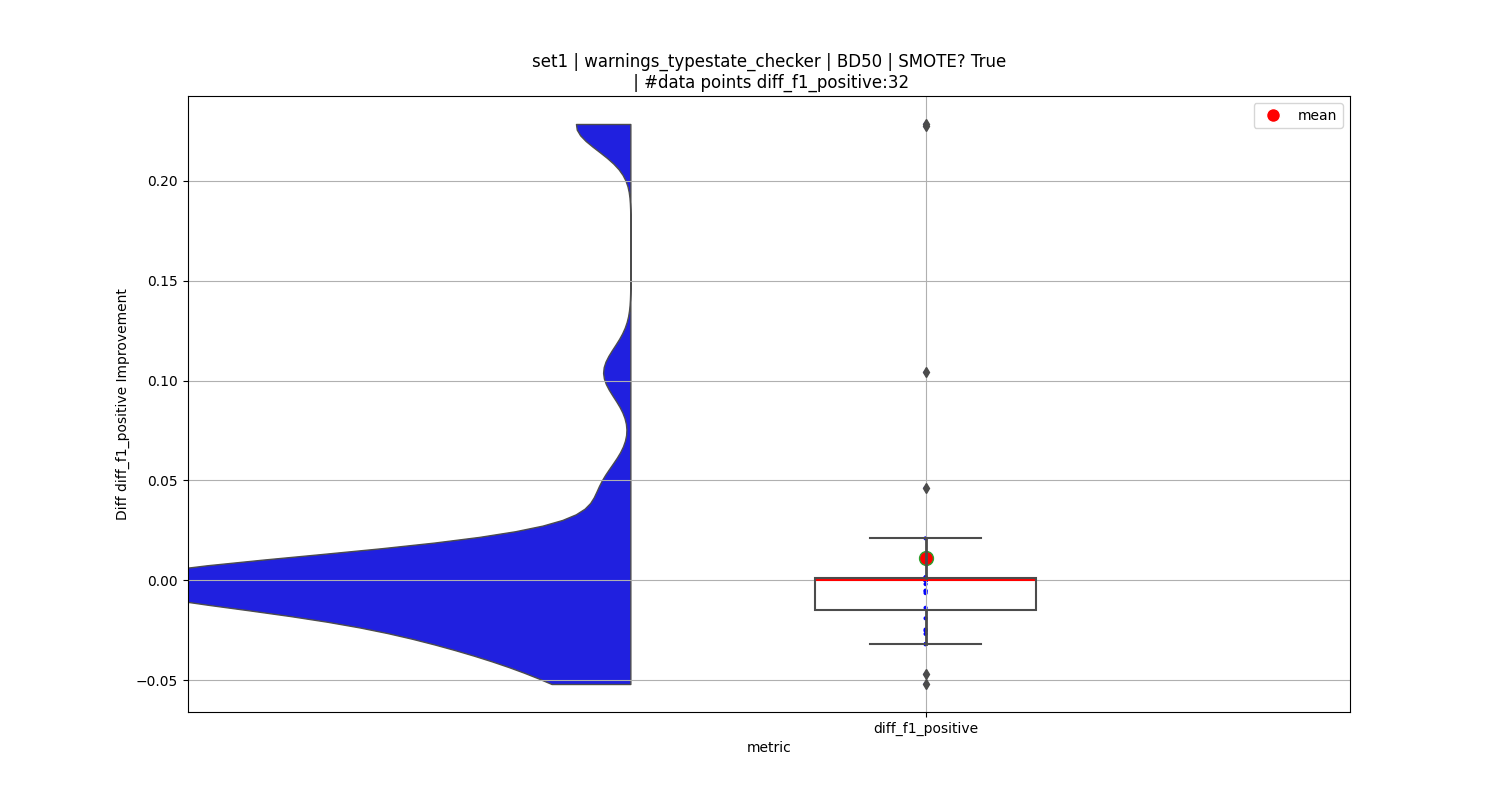 set1 | warnings_typestate_checker | BD50 | SMOTE? True
| #data points diff_f1_positive:32
mean
0.20
0.15
0.10
0.05
0.00
−0.05
Diff diff_f1_positive Improvement
diff_f1_positive
metric